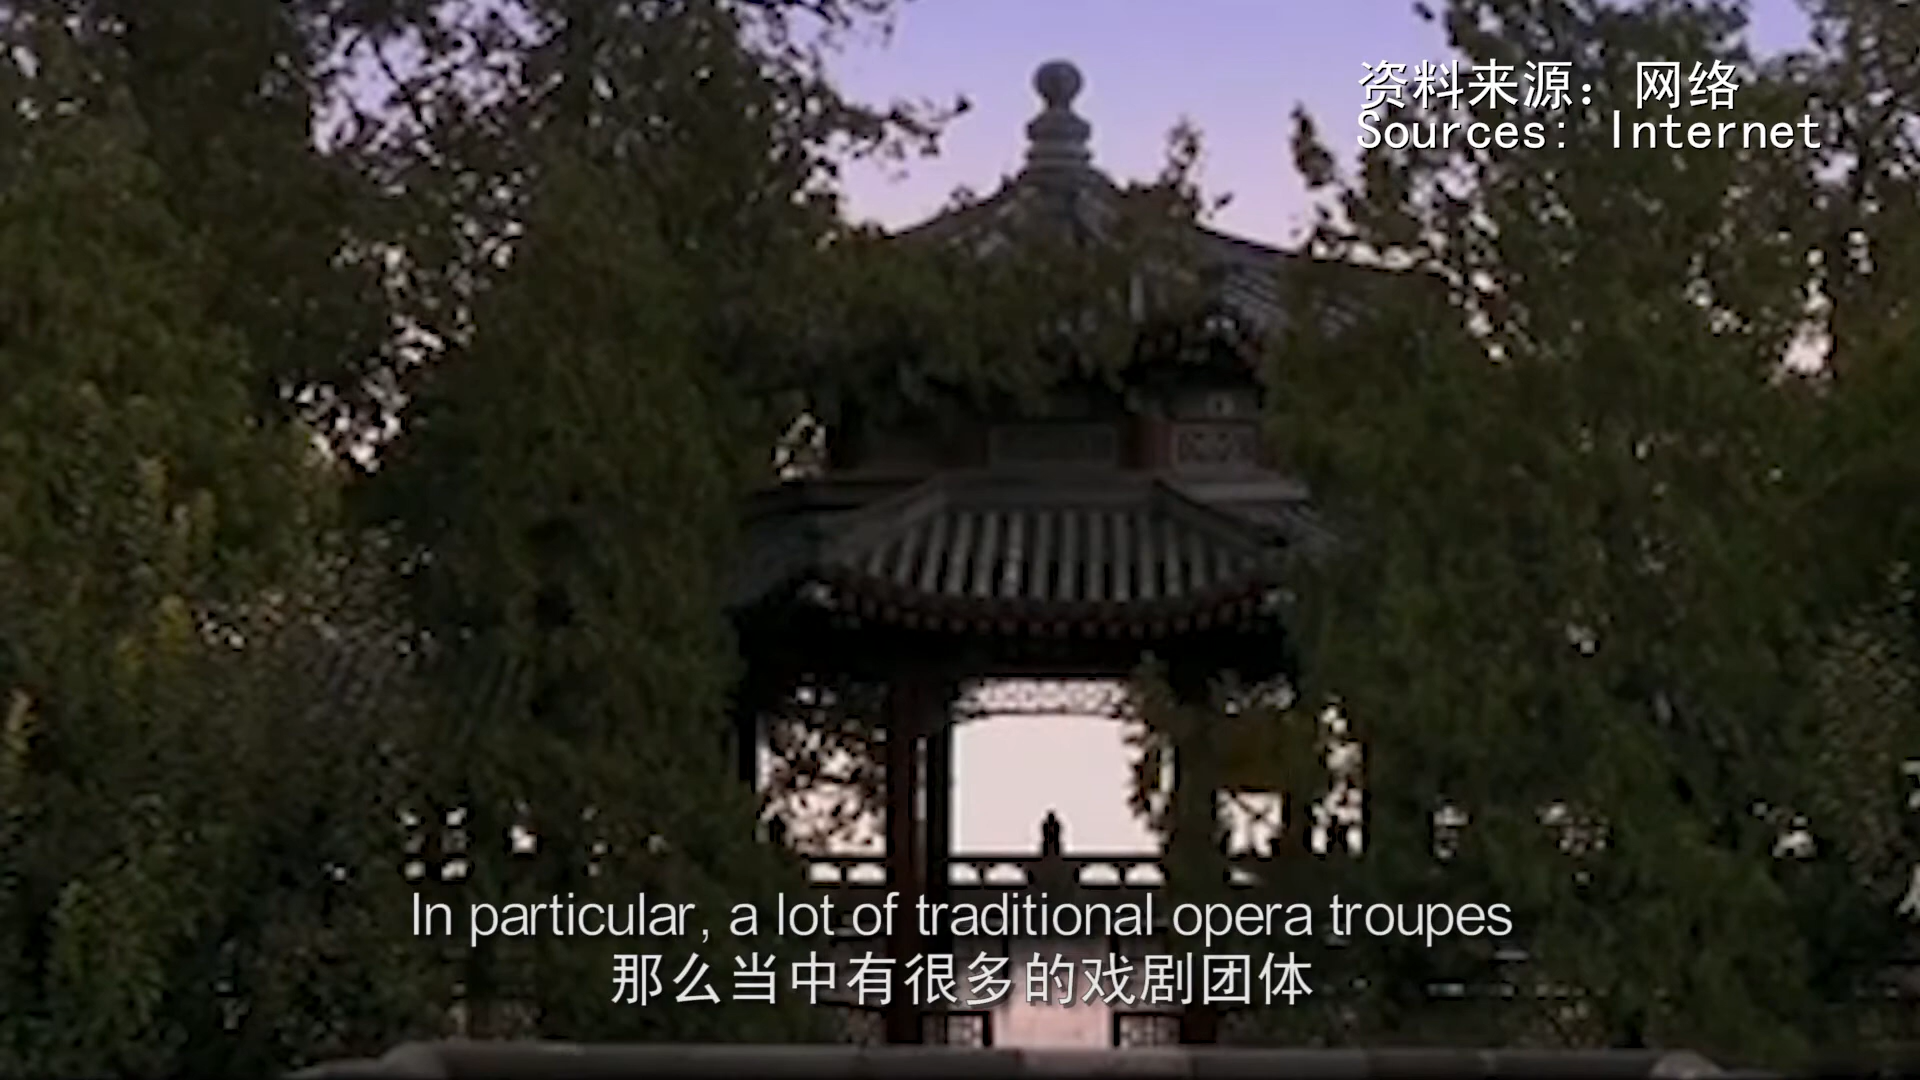 资料来源：网络
Sources: Internet
In particular, a lot of traditional opera troupes
那么当中有很多的戏剧团体